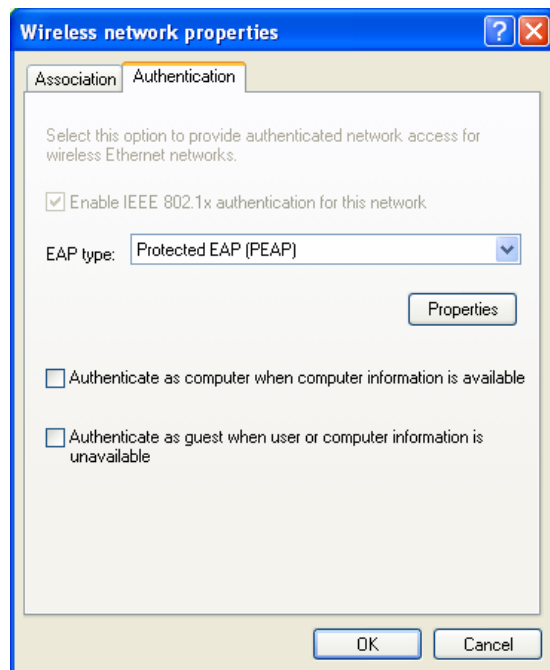 Wireless network properties
Association
Authentication
Select this option to provide authenticated network access for
wireless Ethernet networks.
Enable IEEE 802.1x authentication for this network
EAP type:
Protected EAP (PEAP)
Properties
Authenticate as computer when computer information is available
Authenticate as guest when user or computer information is
unavailable
OK
Cancel